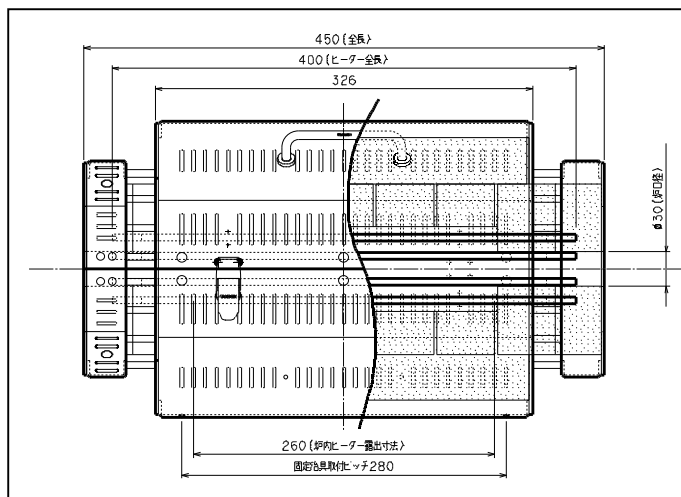 450(全長)
400(ヒーター全長)
326
φ30(炉口径)
260(炉内ヒーター露出寸法)
固定治具取付ピッチ280